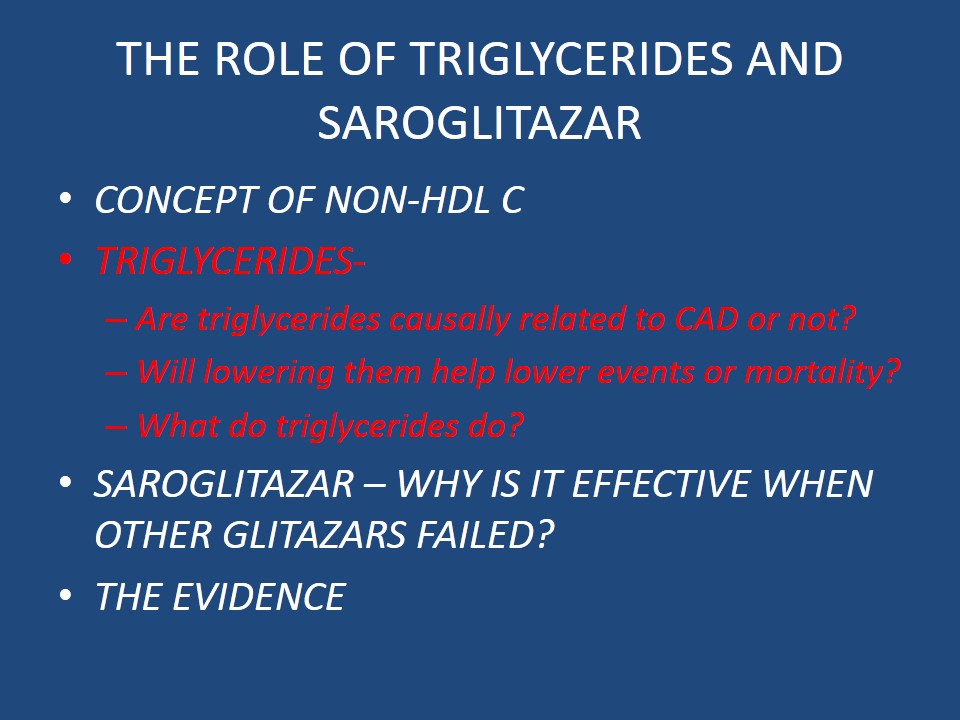 THE ROLE OF TRIGLYCERIDES AND
SAROGLITAZAR
• CONCEPT OF NON-HDL C
• TRIGLYCERIDES-
– Are triglycerides causally related to CAD or not?
– Will lowering them help lower events or mortality?
– What do triglycerides do?
• SAROGLITAZAR – WHY IS IT EFFECTIVE WHEN
OTHER GLITAZARS FAILED?
• THE EVIDENCE